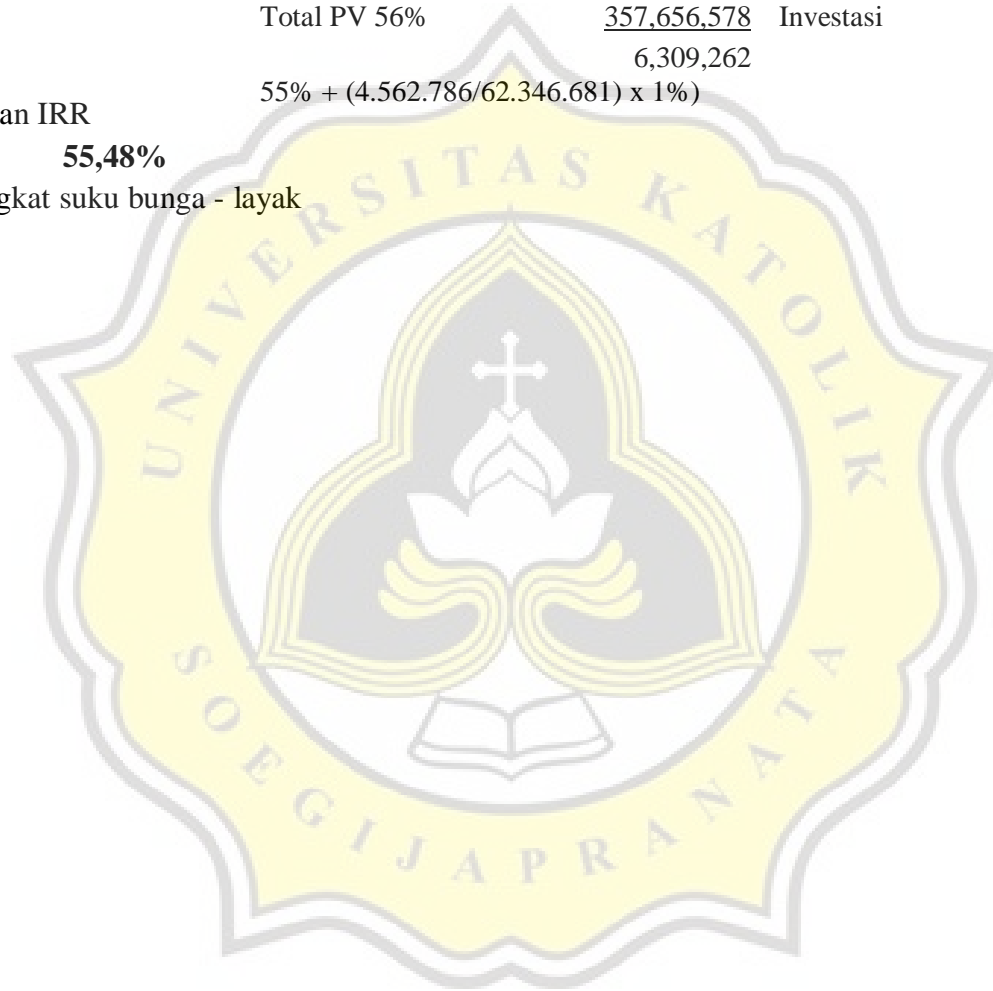 Total PV 56% 357,656,578 Investasi
6,309,262
55% + (4.562.786/62.346.681) x 1%)
an IRR
55,48%
gkat suku bunga - layak
UNIVERSITAS KATOLIK
SOEGIJAPRANATA